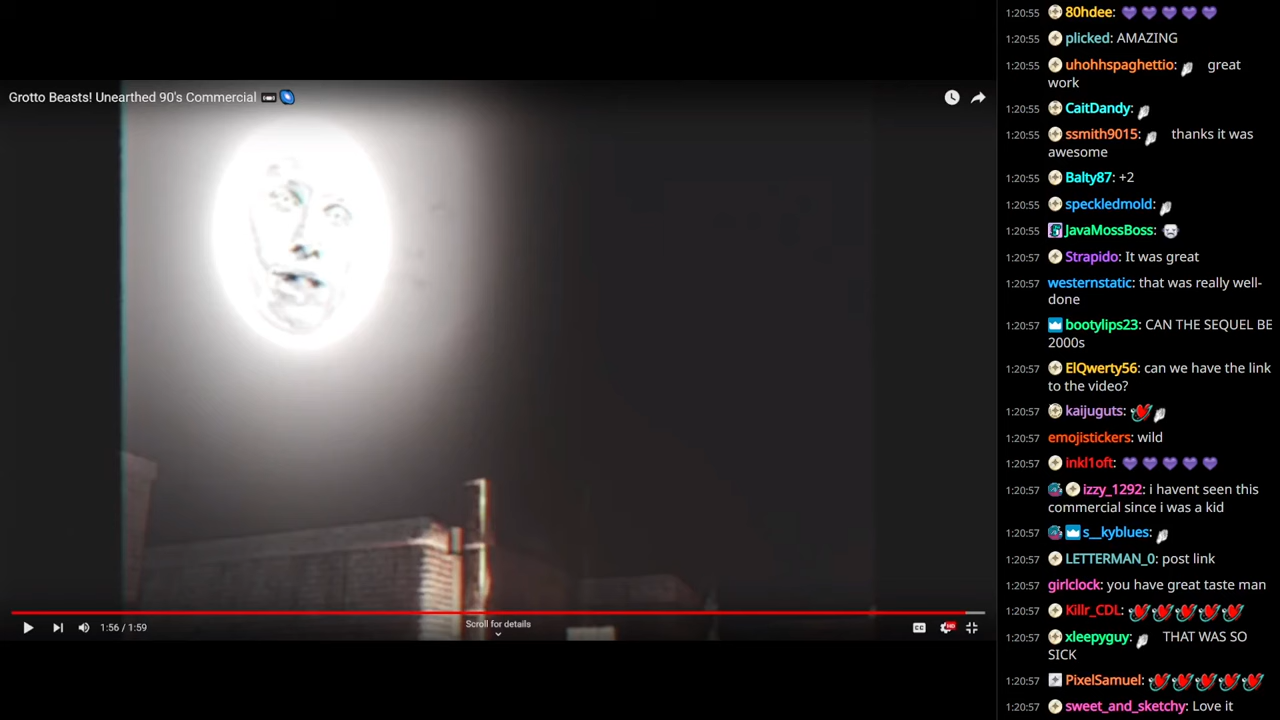 Grotto Beasts! Unearthed 90's Commercial
1:56 / 1:59
Scroll for details
CC
HD
1:20:55 80hdee:
1:20:55 plicked: AMAZING
1:20:55 uhohhspaghettio: great
work
1:20:55 CaitDandy:
1:20:55 ssmith9015: thanks it was
awesome
1:20:55 Balty87: +2
1:20:55 speckledmold:
1:20:55 JavaMossBoss:
1:20:57 Strapido: It was great
1:20:57 westernstatic: that was really well-
done
1:20:57 bootylips23: CAN THE SEQUEL BE
2000s
1:20:57 ElQwerty56: can we have the link
to the video?
1:20:57 kaijuguts:
1:20:57 emojistickers: wild
1:20:57 inkl1oft:
1:20:57 izzy_1292: i havent seen this
commercial since i was a kid
1:20:57 s__kyblues:
1:20:57 LETTERMAN_0: post link
1:20:57 girlclock: you have great taste man
1:20:57 Killr_CDL:
1:20:57 xleepyguy: THAT WAS SO
SICK
1:20:57 PixelSamuel:
1:20:57 sweet_and_sketchy: Love it